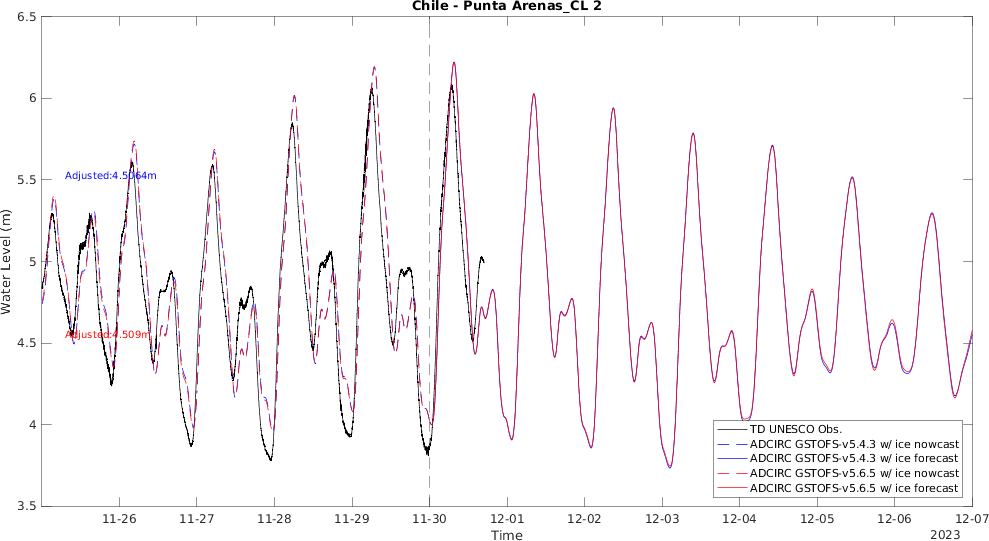 Chile - Punta Arenas_CL 2
6.5
6
5.5
5
4.5
4
3.5
Water Level (m)
Adjusted:4.5064m
Adjusted:4.509m
TD UNESCO Obs.
ADCIRC GSTOFS-v5.4.3 w/ ice nowcast
ADCIRC GSTOFS-v5.4.3 w/ ice forecast
ADCIRC GSTOFS-v5.6.5 w/ ice nowcast
ADCIRC GSTOFS-v5.6.5 w/ ice forecast
11-26 11-27 11-28 11-29 11-30 12-01 12-02 12-03 12-04 12-05 12-06 12-07
Time
2023